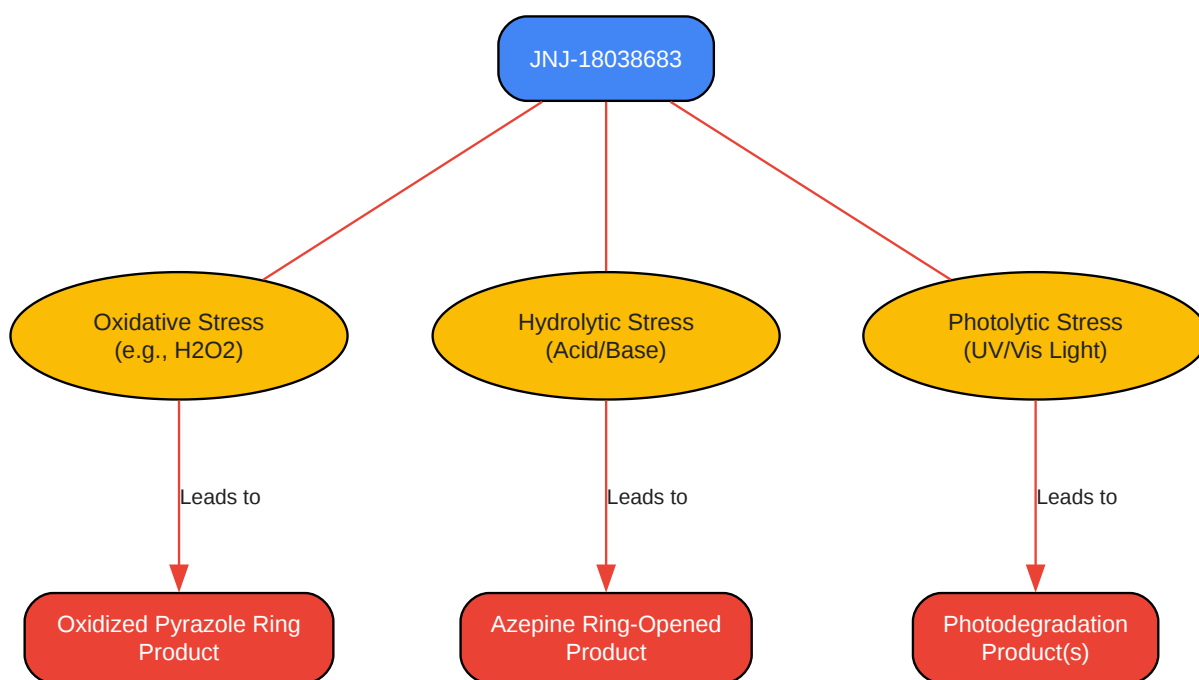 JNJ-18038683
Oxidative Stress
(e.g., H2O2)
Hydrolytic Stress
(Acid/Base)
Photolytic Stress
(UV/Vis Light)
Leads to
Leads to
Leads to
Oxidized Pyrazole Ring
Product
Azepine Ring-Opened
Product
Photodegradation
Product(s)